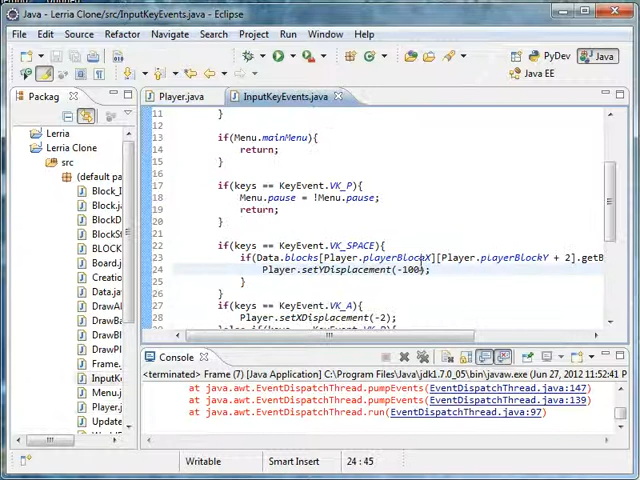 Java - Lerria Clone/src/InputKeyEvents.java - Eclipse
File Edit Source Refactor Navigate Search Project Run Window Help
PyDev Java
Java EE
Packag
Player.java InputKeyEvents.java
Lerria
Lerria Clone
src
(default pa
Block_I
Block.j
BlockD
BlockSt
BLOCKT
Board.j
Creatio
Data.ja
DrawAl
DrawBa
DrawBl
DrawPl
Frame.
InputKe
Menu.j
Player.j
Update
11 }
12
13 if(Menu.mainMenu){
14 return;
15 }
16
17 if(keys == KeyEvent.VK_P){
18 Menu.pause = !Menu.pause;
19 return;
20 }
21
22 if(keys == KeyEvent.VK_SPACE){
23 if(Data.blocks[Player.playerBlockX][Player.playerBlockY + 2].getB
24 Player.setYDisplacement(-100);
25 }
26 }
27 if(keys == KeyEvent.VK_A){
28 Player.setXDisplacement(-2);
Console
<terminated> Frame (7) [Java Application] C:\Program Files\Java\jdk1.7.0_05\bin\javaw.exe (Jun 27, 2012 11:52:41 P
at java.awt.EventDispatchThread.pumpEvents(EventDispatchThread.java:147)
at java.awt.EventDispatchThread.pumpEvents(EventDispatchThread.java:139)
at java.awt.EventDispatchThread.run(EventDispatchThread.java:97)
Writable Smart Insert 24 : 45